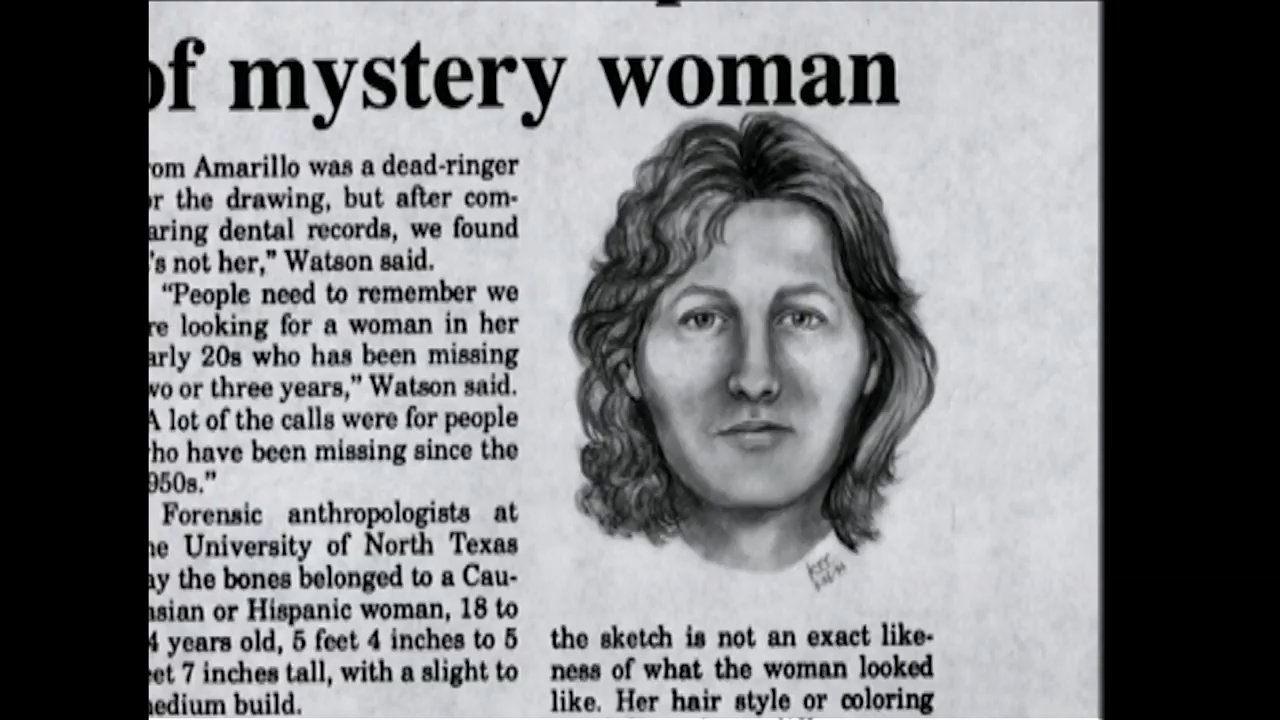 of mystery woman
rom Amarillo was a dead-ringer
or the drawing, but after com-
aring dental records, we found
's not her,” Watson said.
“People need to remember we
re looking for a woman in her
arly 20s who has been missing
wo or three years,” Watson said.
A lot of the calls were for people
ho have been missing since the
950s.”
Forensic anthropologists at
he University of North Texas
ay the bones belonged to a Cau-
asian or Hispanic woman, 18 to
4 years old, 5 feet 4 inches to 5
eet 7 inches tall, with a slight to
edium build.
the sketch is not an exact like-
ness of what the woman looked
like. Her hair style or coloring